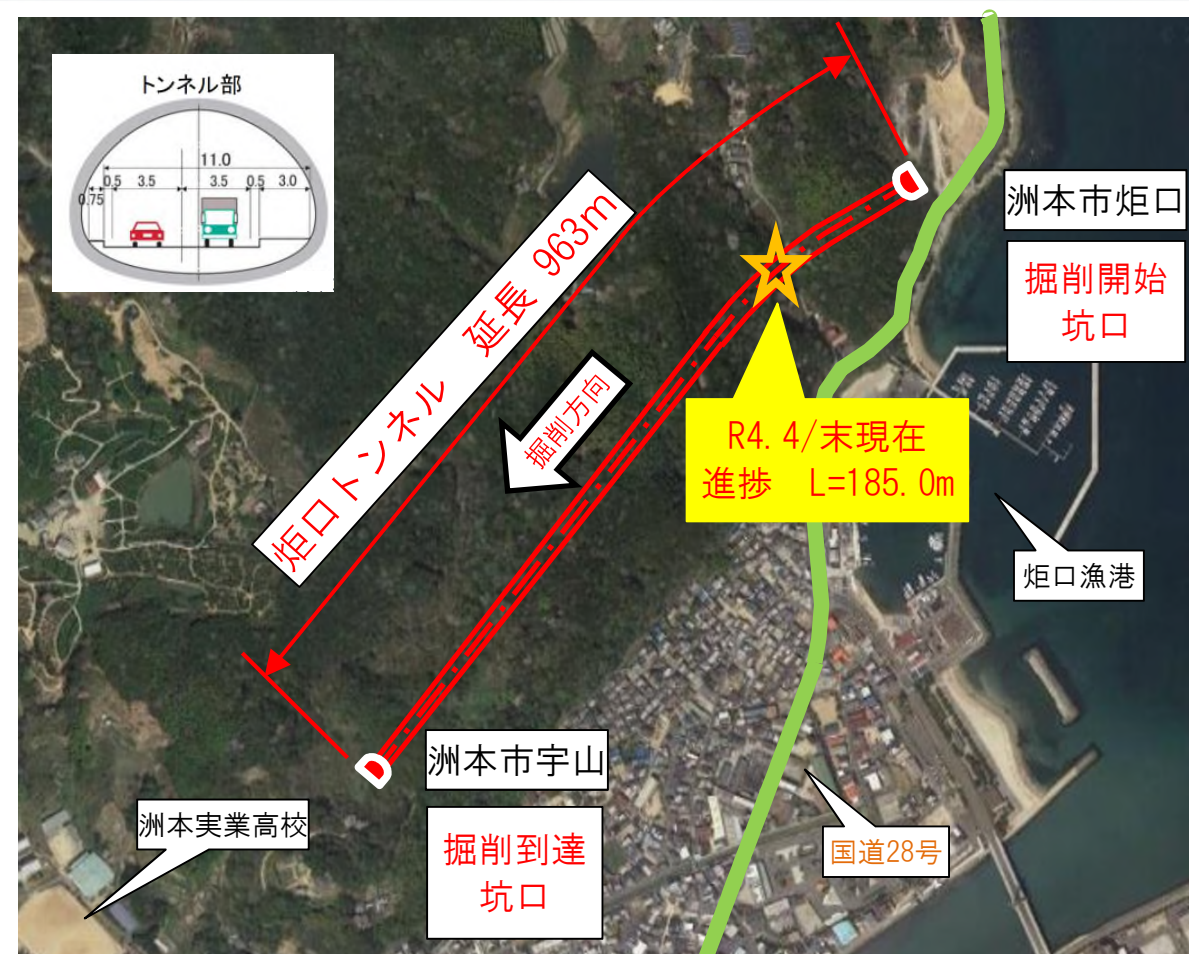 トンネル部
11.0
0.5 3.5 3.5 0.5 3.0
0.75
炬口トンネル 延長 963m
掘削方向
洲本市炬口
掘削開始
坑口
R4.4/末現在
進捗 L=185.0m
炬口漁港
洲本市宇山
掘削到達
坑口
洲本実業高校
国道28号